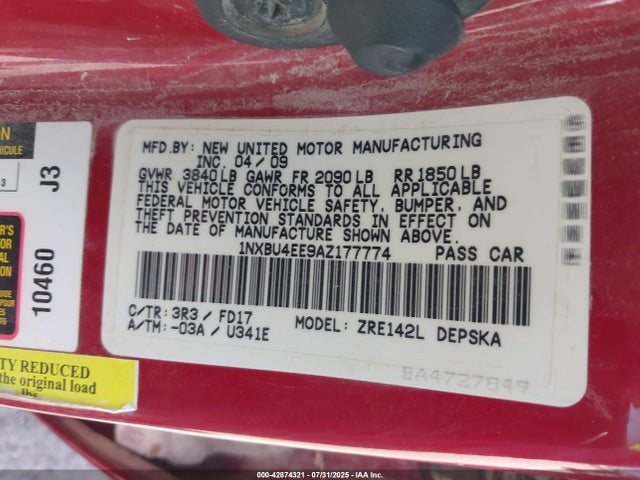 MFD.BY: NEW UNITED MOTOR MANUFACTURING
INC. 04/09
GVWR 3840LB GAWR FR 2090LB RR 1850LB
THIS VEHICLE CONFORMS TO ALL APPLICABLE
FEDERAL MOTOR VEHICLE SAFETY, BUMPER, AND
THEFT PREVENTION STANDARDS IN EFFECT ON
THE DATE OF MANUFACTURE SHOWN ABOVE.
1NXBU4EE9AZ177774 PASS CAR
C/TR: 3R3 / FD17
A/TM: -03A / U341E
MODEL: ZRE142L DEPSKA
BA4727849
J3
10460
TY REDUCED
the original load
000-42874321 - 07/31/2025 - IAA, Inc.